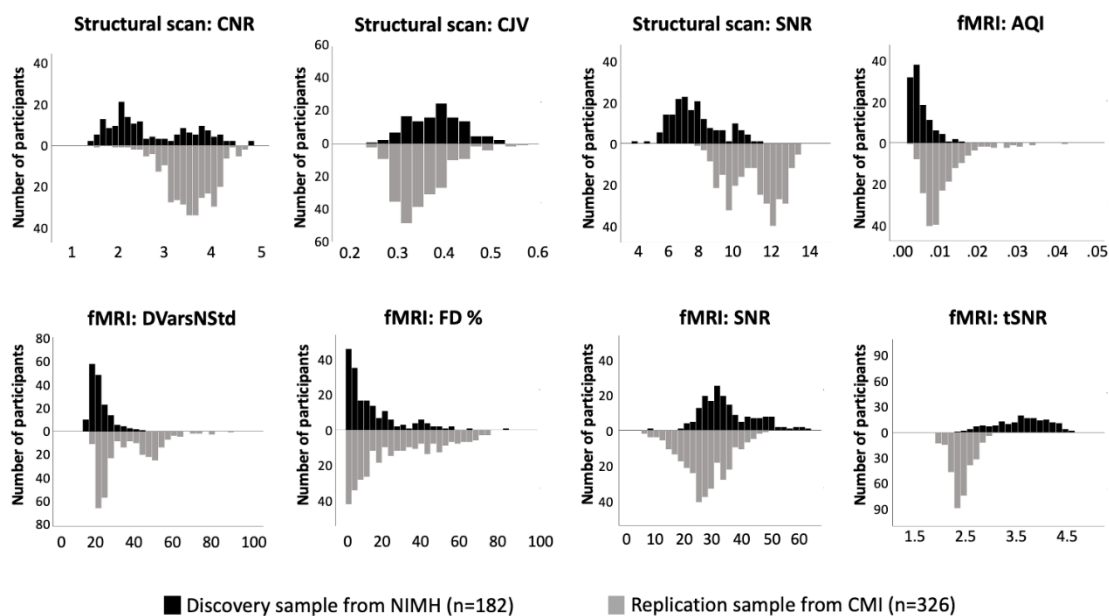 Structural scan: CNR
Number of participants
40
20
0
20
40
1 2 3 4 5
Structural scan: CJV
Number of participants
60
40
20
0
20
40
60
0.2 0.3 0.4 0.5 0.6
Structural scan: SNR
Number of participants
40
20
0
20
40
4 6 8 10 12 14
fMRI: AQI
Number of participants
40
20
0
20
40
.00 .01 .02 .03 .04 .05
fMRI: DVarsNStd
Number of participants
80
60
40
20
0
20
40
60
80
0 20 40 60 80 100
fMRI: FD %
Number of participants
40
20
0
20
40
0 20 40 60 80 100
fMRI: SNR
Number of participants
40
20
0
20
40
0 10 20 30 40 50 60
fMRI: tSNR
Number of participants
90
60
30
0
30
60
90
1.5 2.5 3.5 4.5
Discovery sample from NIMH (n=182)
Replication sample from CMI (n=326)